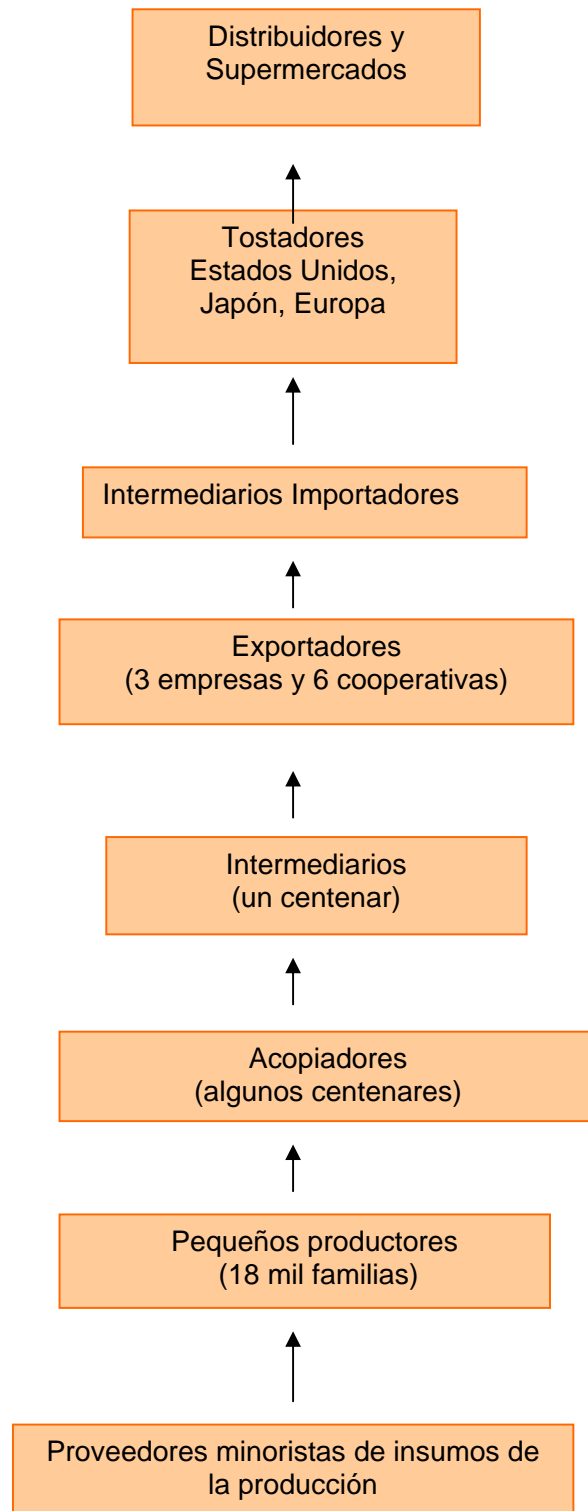 Distribuidores y
Supermercados
Tostadores
Estados Unidos,
Japón, Europa
Intermediarios Importadores
Exportadores
(3 empresas y 6 cooperativas)
Intermediarios
(un centenar)
Acopiadores
(algunos centenares)
Pequeños productores
(18 mil familias)
Proveedores minoristas de insumos de
la producción